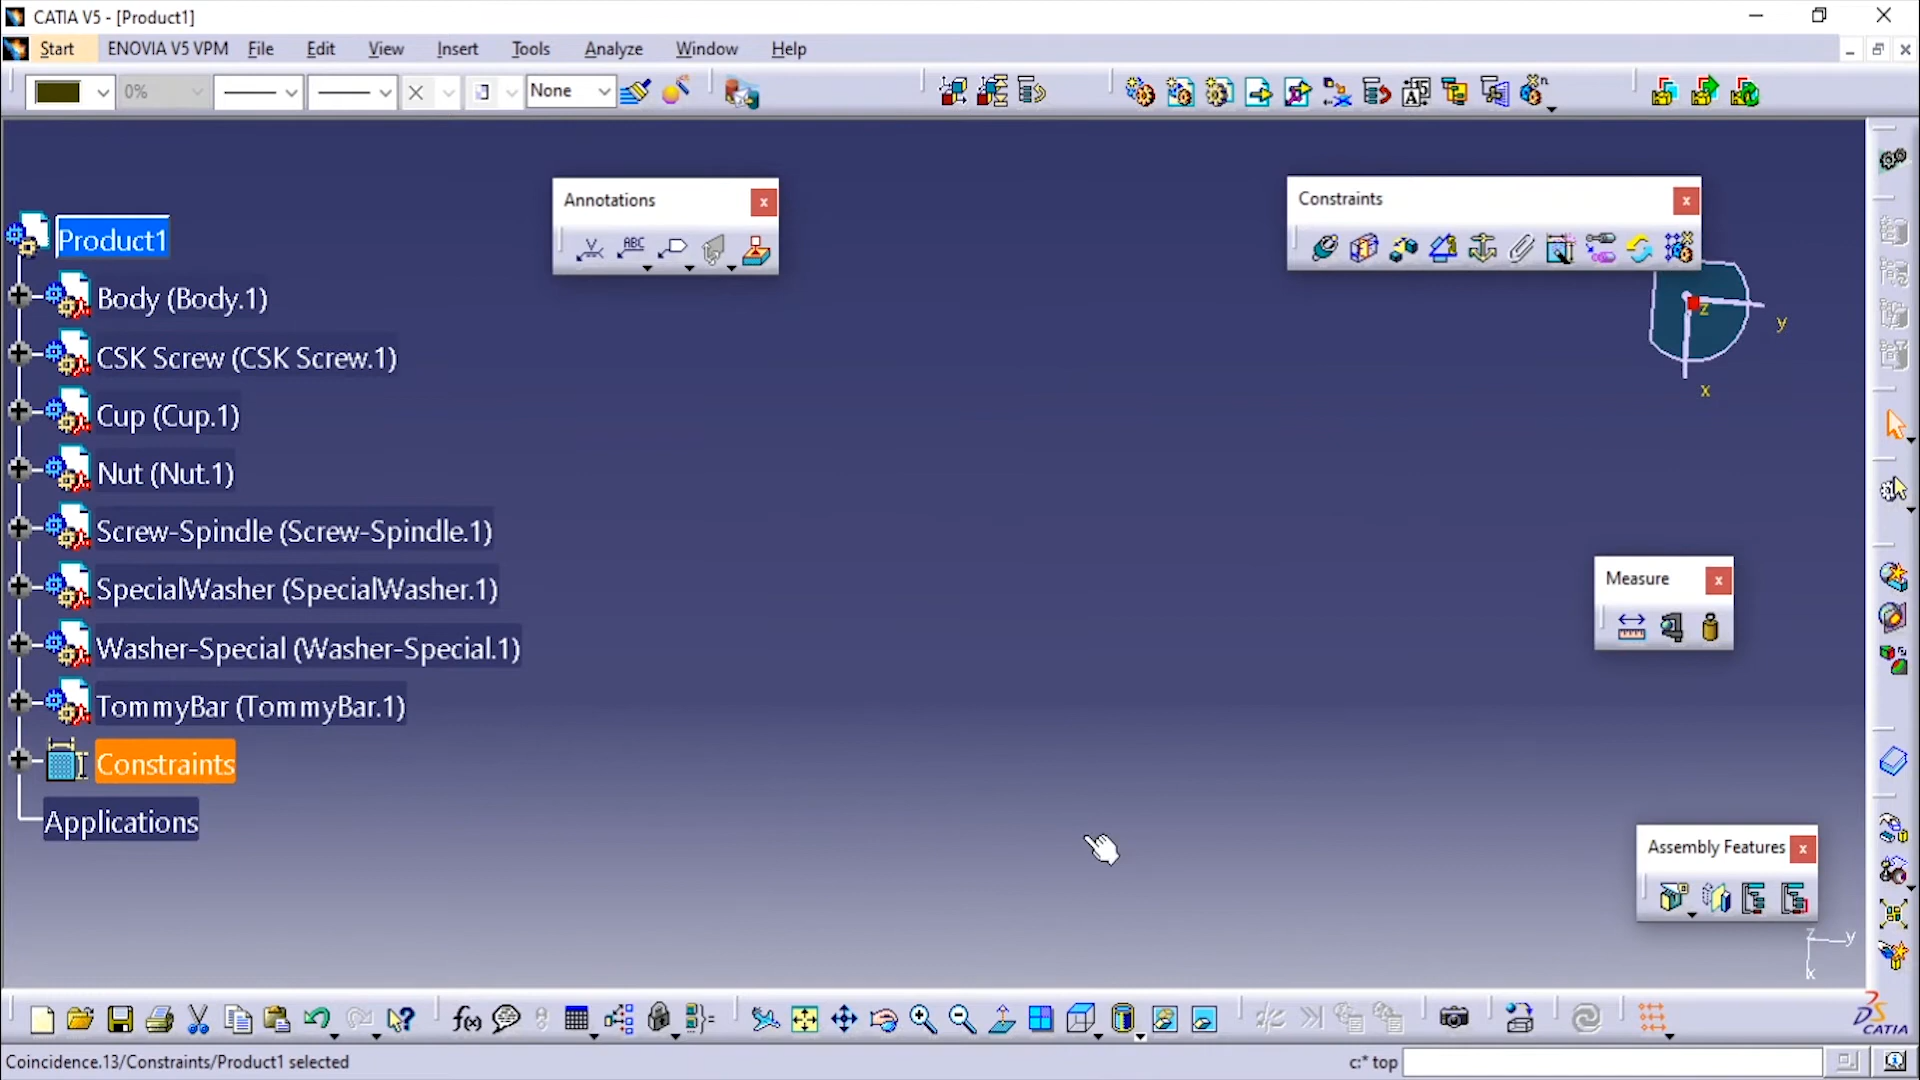 CATIA V5 - [Product1]
Start ENOVIA V5 VPM File Edit View Insert Tools Analyze Window Help
0% None
Annotations
ABC
Constraints
Product1
Body (Body.1)
CSK Screw (CSK Screw.1)
Cup (Cup.1)
Nut (Nut.1)
Screw-Spindle (Screw-Spindle.1)
SpecialWasher (SpecialWasher.1)
Washer-Special (Washer-Special.1)
TommyBar (TommyBar.1)
Constraints
Applications
z
y
x
Measure
Assembly Features
z
y
x
f(x)
CATIA
Coincidence.13/Constraints/Product1 selected
c:* top